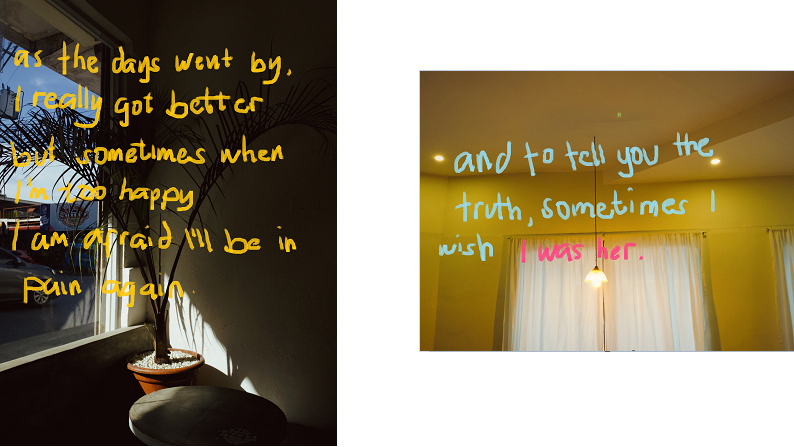 as the days went by,
I really got better
but sometimes when
I'm too happy
I am afraid I'll be in
pain again.
and to tell you the
truth, sometimes I
wish I was her.